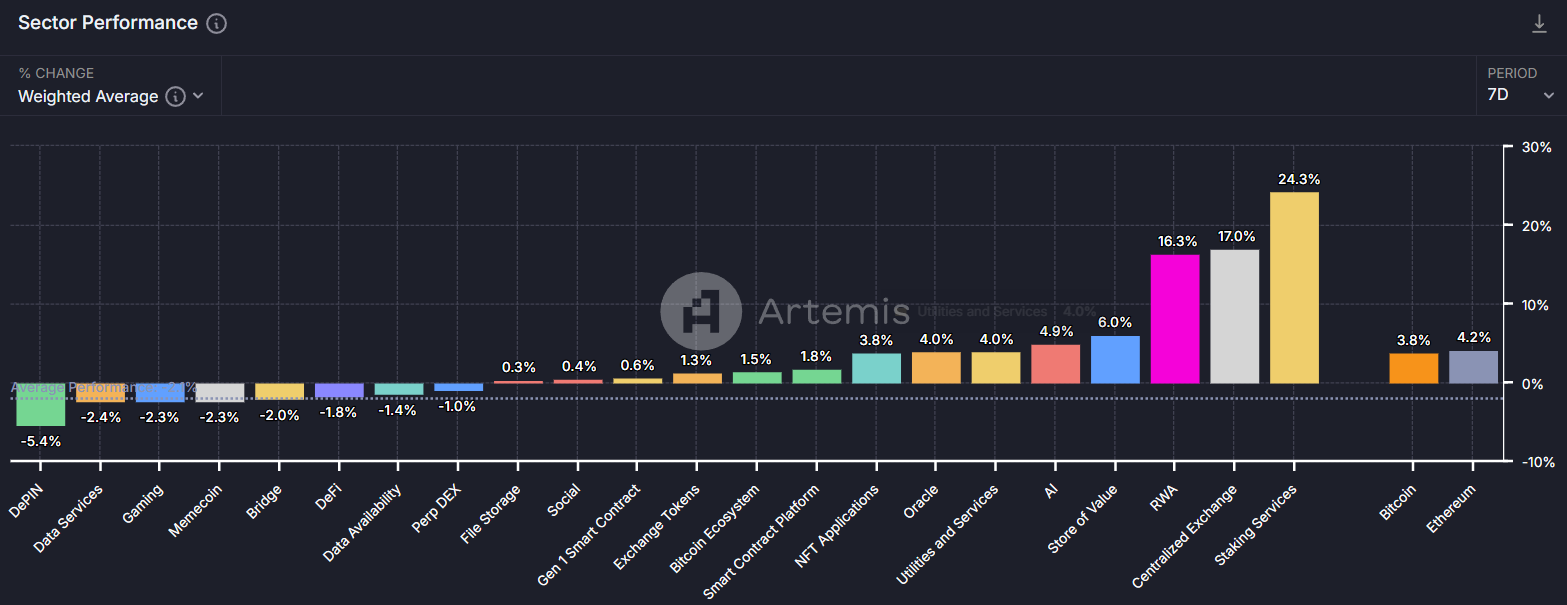 Sector Performance
% CHANGE
Weighted Average
PERIOD
7D
30%
20%
10%
0%
-10%
Artemis
Utilities and Services 4.0%
-5.4%
-2.4%
-2.3%
-2.3%
-2.0%
-1.8%
-1.4%
-1.0%
0.3%
0.4%
0.6%
1.3%
1.5%
1.8%
3.8%
4.0%
4.0%
4.9%
6.0%
16.3%
17.0%
24.3%
3.8%
4.2%
Average Performance
DePIN
Data Services
Gaming
Memecoin
Bridge
DeFi
Data Availability
Perp DEX
File Storage
Social
Gen 1 Smart Contract
Exchange Tokens
Bitcoin Ecosystem
Smart Contract Platform
NFT Applications
Oracle
Utilities and Services
AI
Store of Value
RWA
Centralized Exchange
Staking Services
Bitcoin
Ethereum